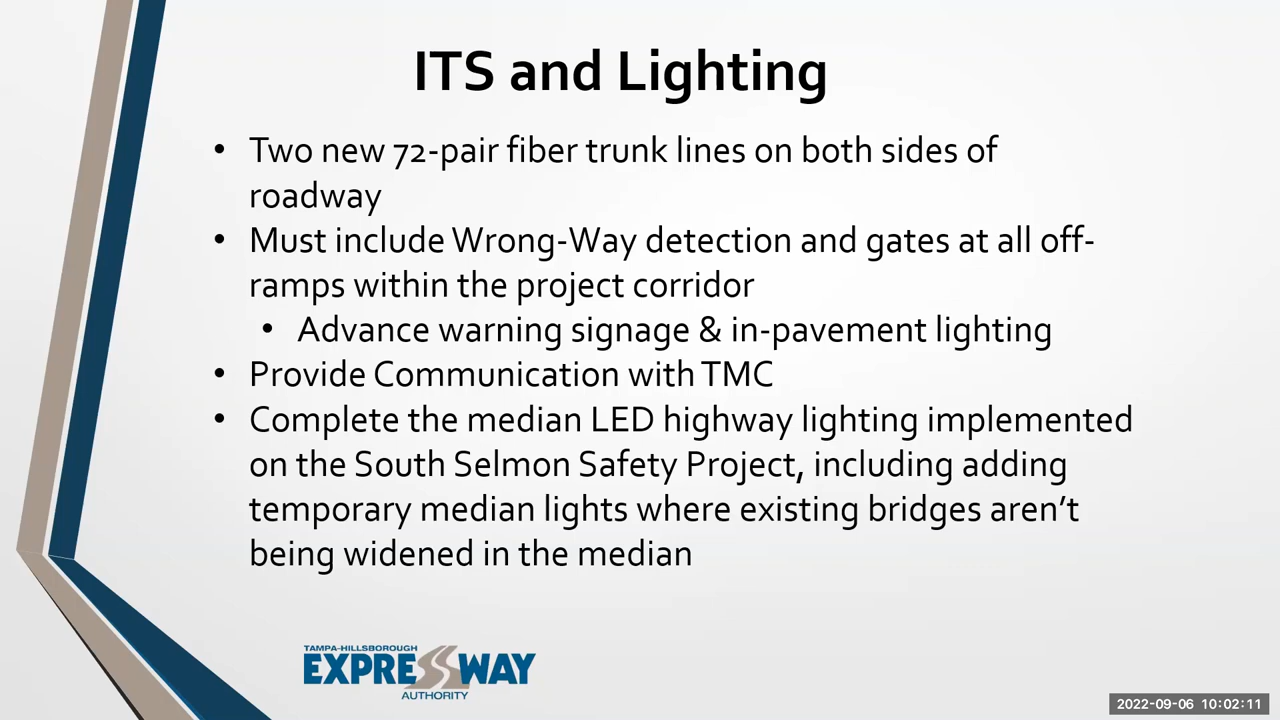 ITS and Lighting
• Two new 72-pair fiber trunk lines on both sides of
roadway
• Must include Wrong-Way detection and gates at all off-
ramps within the project corridor
• Advance warning signage & in-pavement lighting
• Provide Communication with TMC
• Complete the median LED highway lighting implemented
on the South Selmon Safety Project, including adding
temporary median lights where existing bridges aren’t
being widened in the median
TAMPA-HILLSBOROUGH
EXPRESSWAY
AUTHORITY
2022-09-06 10:02:11